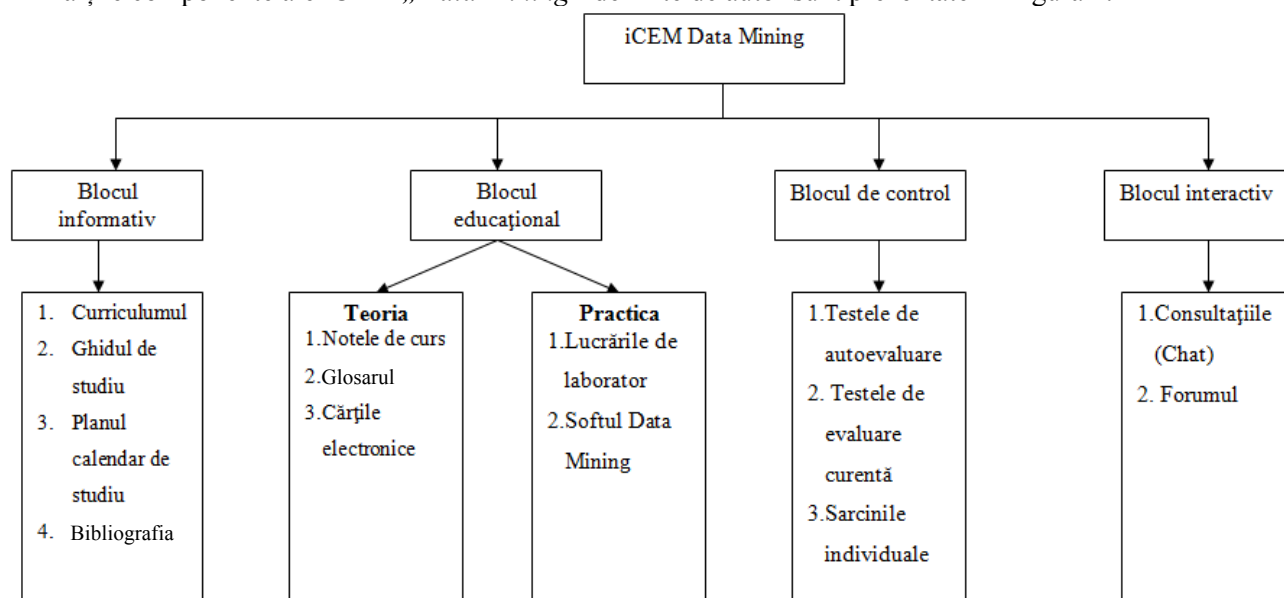 iCEM Data Mining
Blocul
informativ
Blocul
educaţional
Blocul de control
Blocul interactiv
1. Curriculumul
2. Ghidul de
studiu
3. Planul
calendar de
studiu
4. Bibliografia
Teoria
1.Notele de curs
2.Glosarul
3.Cărţile
electronice
Practica
1.Lucrările de
laborator
2.Softul Data
Mining
1.Testele de
autoevaluare
2. Testele de
evaluare
curentă
3.Sarcinile
individuale
1.Consultaţiile
(Chat)
2. Forumul